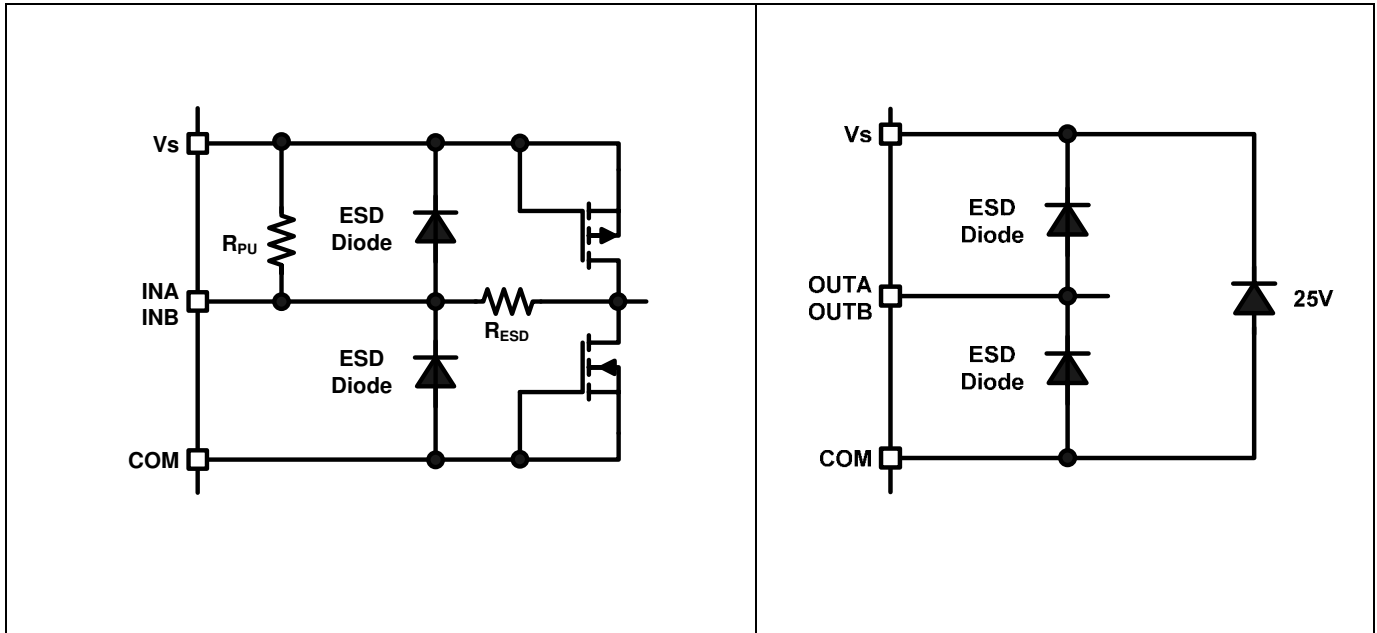 Vs
ESD
Diode
RPU
INA
INB
RESD
ESD
Diode
COM
Vs
ESD
Diode
OUTA
OUTB
25V
ESD
Diode
COM